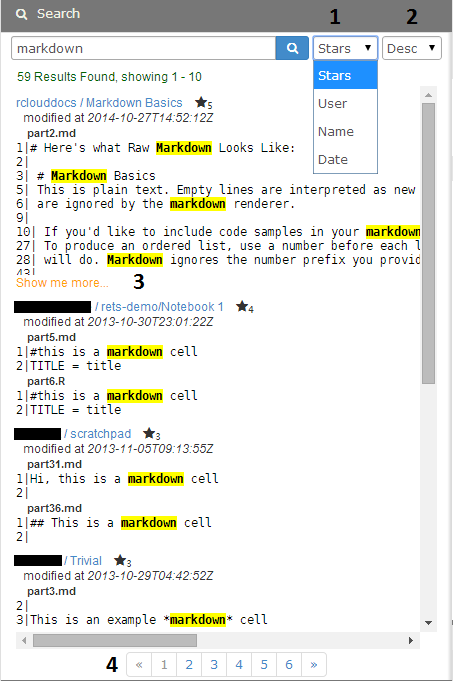 Search
1 2
markdown Stars ▼ Desc ▼
59 Results Found, showing 1 - 10
Stars
User
Name
Date
rclouddocs / Markdown Basics ★5
modified at 2014-10-27T14:52:12Z
part2.md
1|# Here's what Raw Markdown Looks Like:
2|
3| # Markdown Basics
5| This is plain text. Empty lines are interpreted as new
6| are ignored by the markdown renderer.
9|
10| If you'd like to include code samples in your markdown
27| To produce an ordered list, use a number before each l
28| will do. Markdown ignores the number prefix you provid
43|
Show me more... 3
/ rets-demo/Notebook 1 ★4
modified at 2013-10-30T23:01:22Z
part5.md
1|#this is a markdown cell
2|TITLE = title
part6.R
1|#this is a markdown cell
2|TITLE = title
/ scratchpad ★3
modified at 2013-11-05T09:13:55Z
part31.md
1|Hi, this is a markdown cell
2|
part36.md
1|## This is a markdown cell
2|
/ Trivial ★3
modified at 2013-10-29T04:42:52Z
part3.md
2|
3|This is an example *markdown* cell
4 « 1 2 3 4 5 6 »